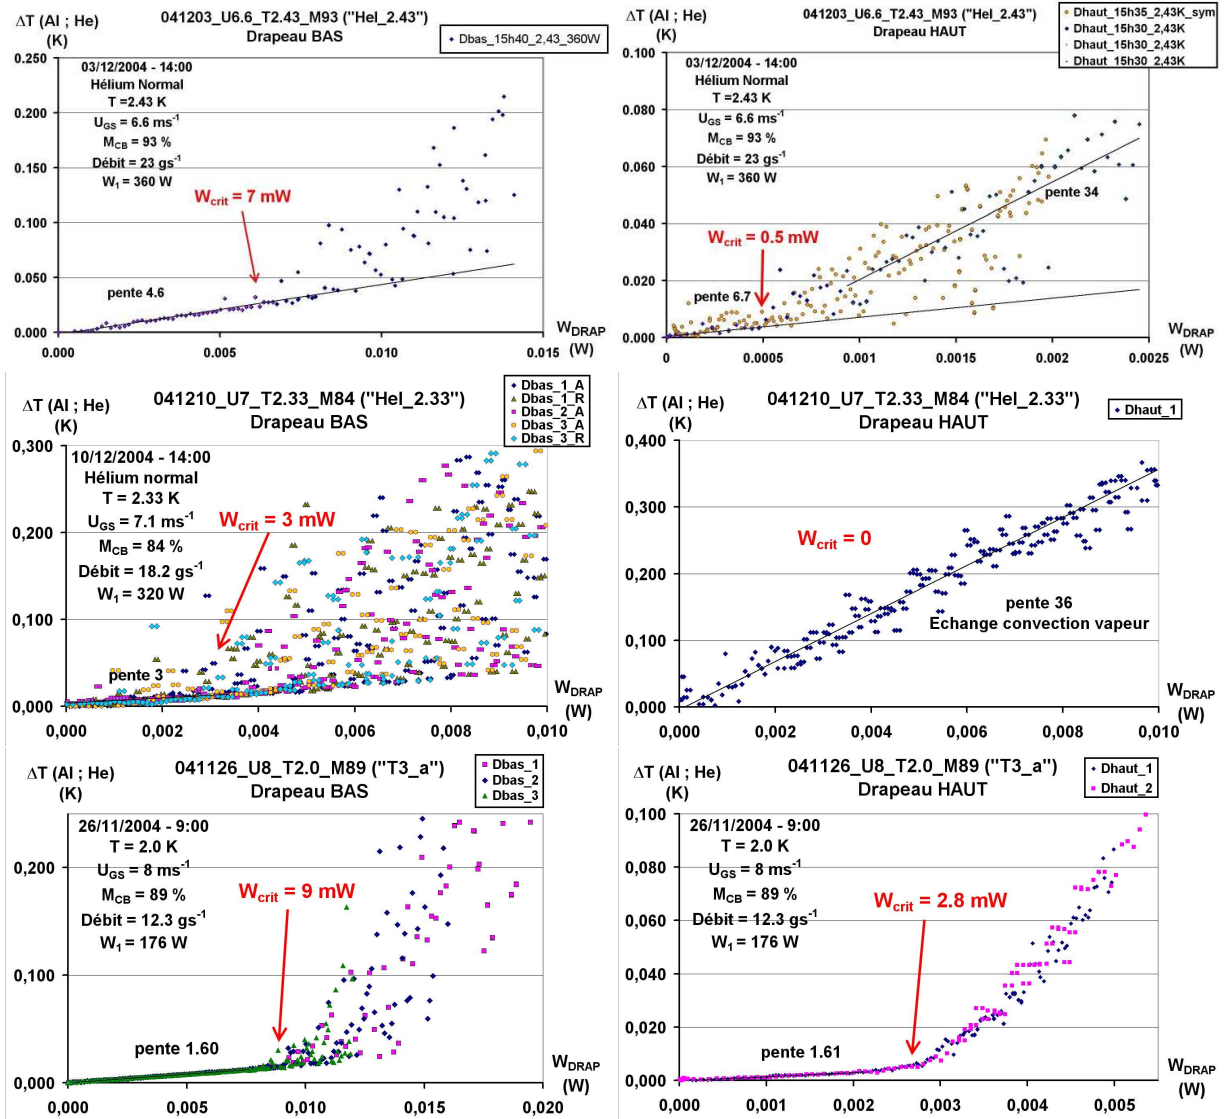 041203_U6.6_T2.43_M93 ("Hel_2.43")
Drapeau BAS
ΔT (Al ; He)
(K)
Dbas_15h40_2,43_360W
03/12/2004 - 14:00
Hélium Normal
T =2.43 K
U_GS = 6.6 ms⁻¹
M_CB = 93 %
Débit = 23 gs⁻¹
W₁ = 360 W
W_crit = 7 mW
pente 4.6
0.250
0.200
0.150
0.100
0.050
0.000
0.000 0.005 0.010 0.015
W_DRAP
(W)
041203_U6.6_T2.43_M93 ("Hel_2.43")
Drapeau HAUT
ΔT (Al ; He)
(K)
Dhaut_15h35_2,43K_sym
Dhaut_15h30_2,43K
Dhaut 15h30 2,43K
Dhaut 15h30 2,43K
03/12/2004 - 14:00
Hélium Normal
T =2.43 K
U_GS = 6.6 ms⁻¹
M_CB = 93 %
Débit = 23 gs⁻¹
W₁ = 360 W
W_crit = 0.5 mW
pente 34
pente 6.7
0.100
0.080
0.060
0.040
0.020
0.000
0 0.0005 0.001 0.0015 0.002 0.0025
W_DRAP
(W)
041210_U7_T2.33_M84 ("Hel_2.33")
Drapeau BAS
ΔT (Al ; He)
(K)
Dbas_1_A
Dbas_1_R
Dbas_2_A
Dbas_3_A
Dbas_3_R
10/12/2004 - 14:00
Hélium normal
T = 2.33 K
U_GS = 7.1 ms⁻¹
M_CB = 84 %
Débit = 18.2 gs⁻¹
W₁ = 320 W
W_crit = 3 mW
pente 3
0,300
0,200
0,100
0,000
0,000 0,002 0,004 0,006 0,008 0,010
W_DRAP
(W)
041210_U7_T2.33_M84 ("Hel_2.33")
Drapeau HAUT
ΔT (Al ; He)
(K)
Dhaut_1
W_crit = 0
pente 36
Echange convection vapeur
0,400
0,300
0,200
0,100
0,000
0,000 0,002 0,004 0,006 0,008 0,010
W_DRAP
(W)
041126_U8_T2.0_M89 ("T3_a")
Drapeau BAS
ΔT (Al ; He)
(K)
Dbas_1
Dbas_2
Dbas_3
26/11/2004 - 9:00
T = 2.0 K
U_GS = 8 ms⁻¹
M_CB = 89 %
Débit = 12.3 gs⁻¹
W₁ = 176 W
W_crit = 9 mW
pente 1.60
0,200
0,100
0,000
0,000 0,005 0,010 0,015 0,020
W_DRAP
(W)
041126_U8_T2.0_M89 ("T3_a")
Drapeau HAUT
ΔT (Al ; He)
(K)
Dhaut_1
Dhaut_2
26/11/2004 - 9:00
T = 2.0 K
U_GS = 8 ms⁻¹
M_CB = 89 %
Débit = 12.3 gs⁻¹
W₁ = 176 W
W_crit = 2.8 mW
pente 1.61
0,100
0,080
0,060
0,040
0,020
0,000
0,000 0,001 0,002 0,003 0,004 0,005
W_DRAP
(W)